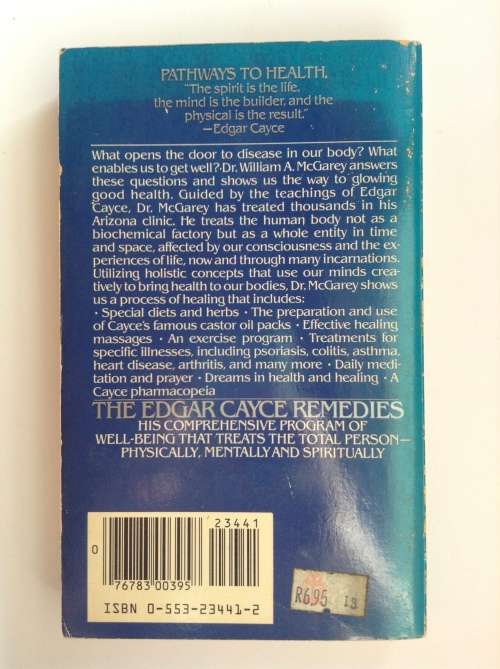 PATHWAYS TO HEALTH.
"The spirit is the life,
the mind is the builder, and the
physical is the result."
—Edgar Cayce
What opens the door to disease in our body? What
enables us to get well? Dr. William A. McGarey answers
these questions and shows us the way to glowing
good health. Guided by the teachings of Edgar
Cayce, Dr. McGarey has treated thousands in his
Arizona clinic. He treats the human body not as a
biochemical factory but as a whole entity in time
and space, affected by our consciousness and the ex-
periences of life, now and through many incarnations.
Utilizing holistic concepts that use our minds crea-
tively to bring health to our bodies, Dr. McGarey shows
us a process of healing that includes:
· Special diets and herbs · The preparation and use
of Cayce's famous castor oil packs · Effective healing
massages · An exercise program · Treatments for
specific illnesses, including psoriasis, colitis, asthma,
heart disease, arthritis, and many more · Daily medi-
tation and prayer · Dreams in health and healing · A
Cayce pharmacopeia
THE EDGAR CAYCE REMEDIES
HIS COMPREHENSIVE PROGRAM OF
WELL-BEING THAT TREATS THE TOTAL PERSON—
PHYSICALLY, MENTALLY AND SPIRITUALLY
23441
0
76783 00395
ISBN 0-553-23441-2
R6.95 13